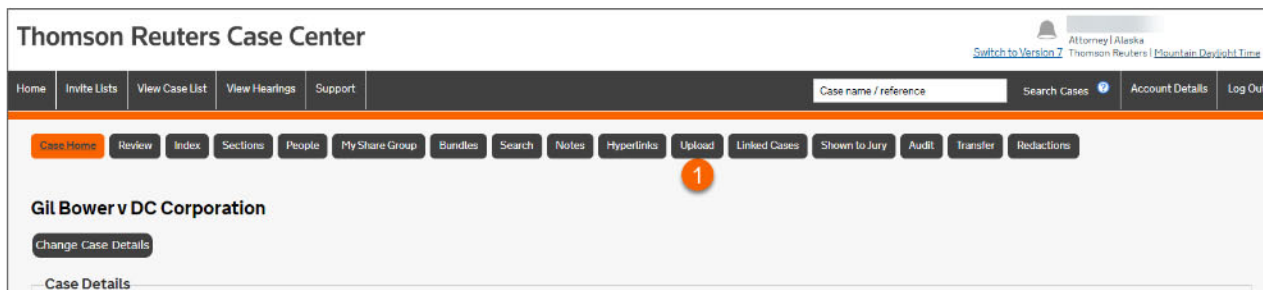 Thomson Reuters Case Center
Attorney | Alaska
Switch to Version 7 Thomson Reuters | Mountain Daylight Time
Home Invite Lists View Case List View Hearings Support Case name / reference Search Cases ? Account Details Log Out
Case Home Review Index Sections People My Share Group Bundles Search Notes Hyperlinks Upload Linked Cases Shown to Jury Audit Transfer Redactions
1
Gil Bower v DC Corporation
Change Case Details
Case Details